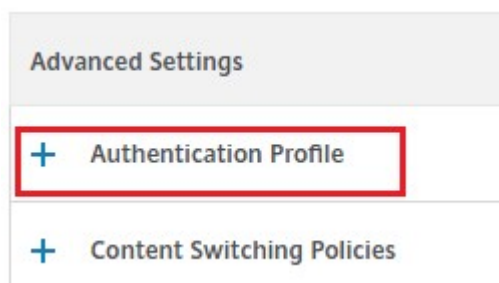 Advanced Settings
+ Authentication Profile
+ Content Switching Policies